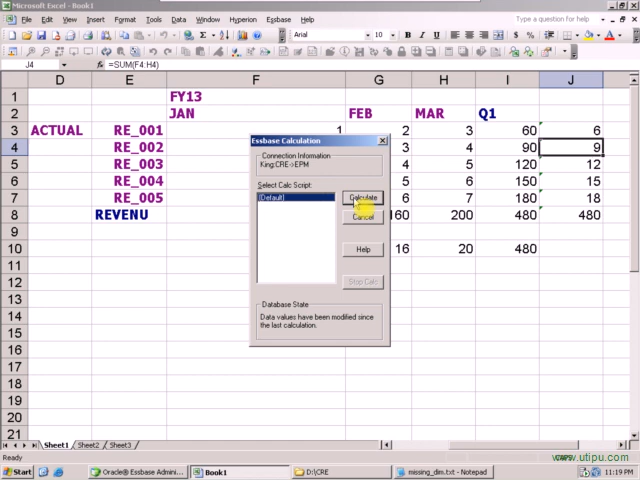 Microsoft Excel - Book1
File Edit View Insert Format Tools Data Window Hyperion Essbase Help
Type a question for help
Arial 10 B I U
J4 fx =SUM(F4:H4)
D E F G H I J
1 FY13
2 JAN FEB MAR Q1
3 ACTUAL RE_001 1 2 3 60 6
4 RE_002 3 4 90 9
5 RE_003 4 5 120 12
6 RE_004 5 6 150 15
7 RE_005 6 7 180 18
8 REVENU 160 200 480 480
9
10 16 20 480
11
12
13
14
15
16
17
18
19
20
21
Essbase Calculation
Connection Information
King:CRE->EPM
Select Calc Script:
(Default)
Calculate
Cancel
Help
Stop Calc
Database State
Data values have been modified since
the last calculation.
Sheet1 Sheet2 Sheet3
Ready
CAPS
www.utipu.com
Start
Oracle® Essbase Admini...
Book1
D:\CRE
missing_dim.txt - Notepad
11:19 PM